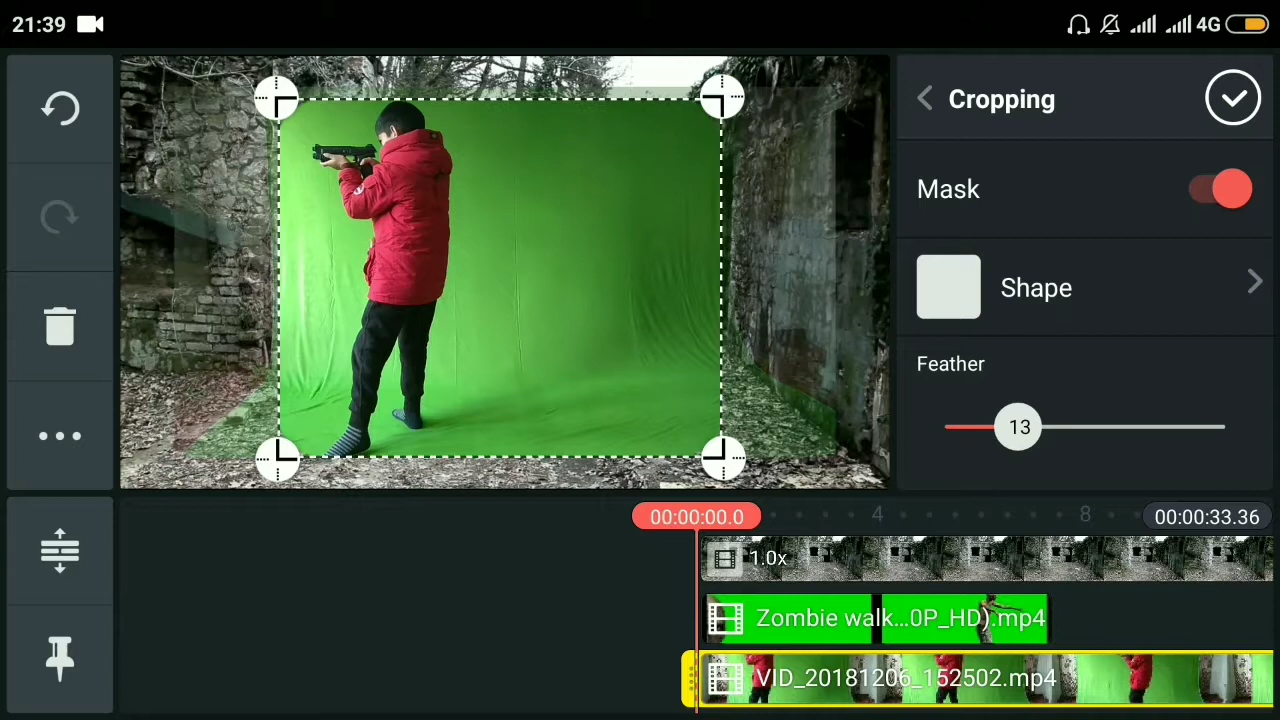 21:39
4G
Cropping
Mask
Shape
Feather
13
00:00:00.0
4
8
00:00:33.36
1.0x
Zombie walk...0P_HD).mp4
VID_20181206_152502.mp4